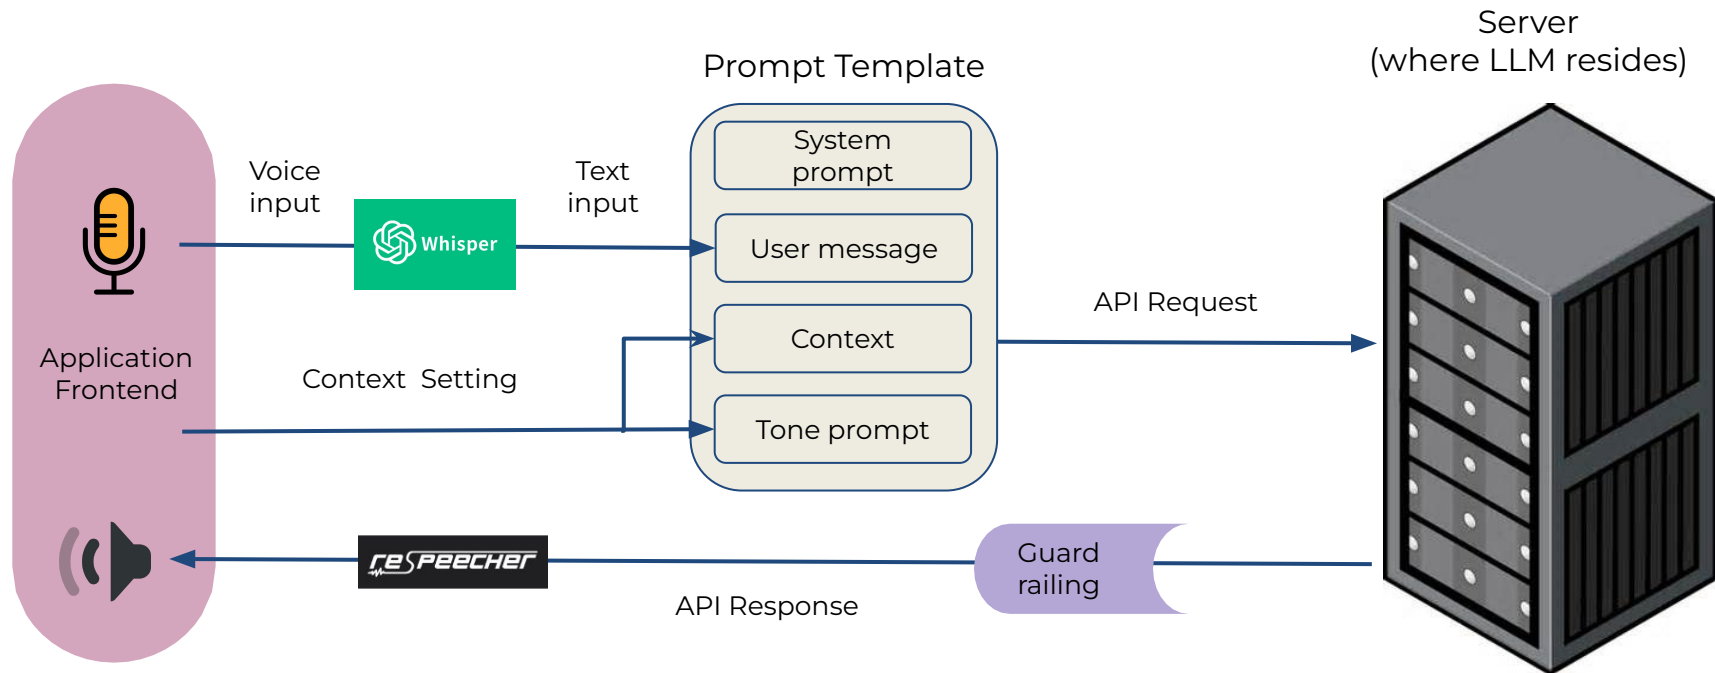 Server
(where LLM resides)
Prompt Template
System
prompt
Voice
input
Text
input
Whisper
User message
API Request
Context
Application
Frontend
Context Setting
Tone prompt
reSpeecher
Guard
railing
API Response